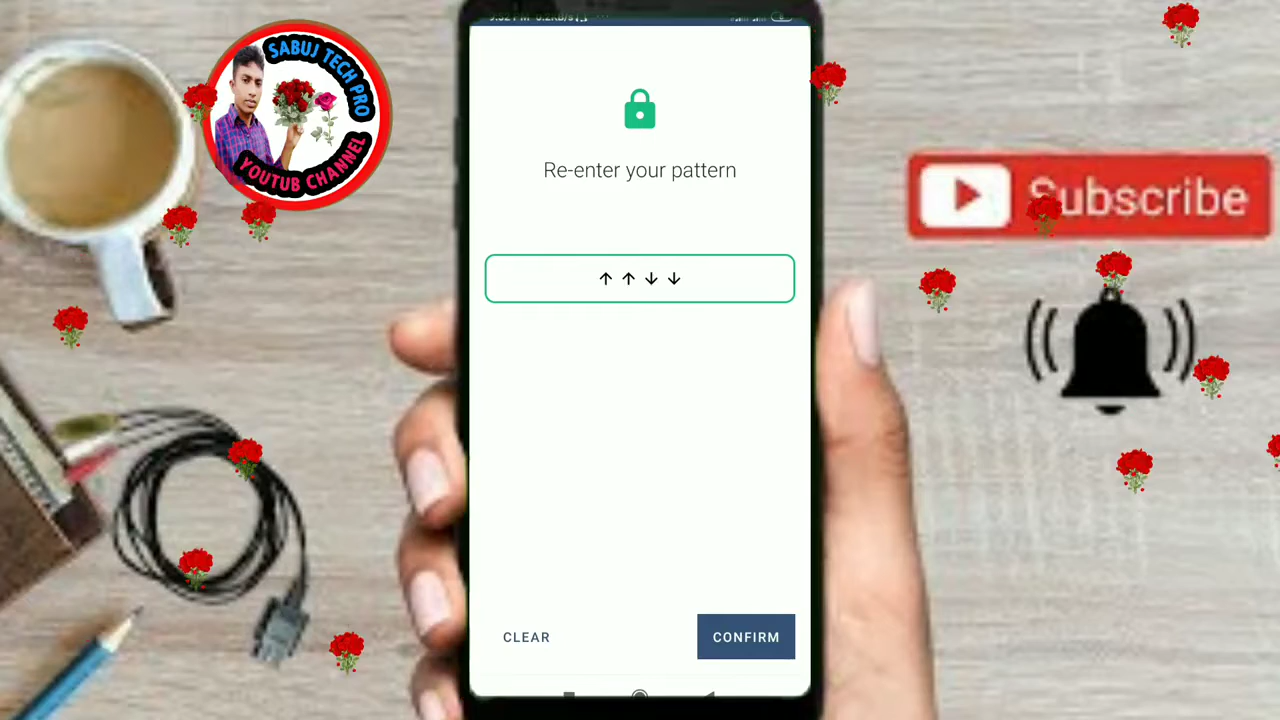 SABUJ TECH PRO
YOUTUB CHANNEL
Re-enter your pattern
↑ ↑ ↓ ↓
CLEAR
CONFIRM
Subscribe